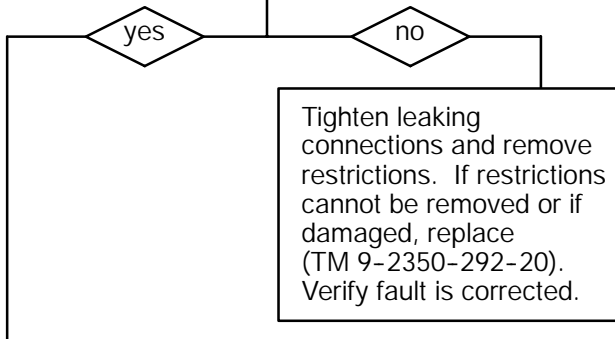 yes
no
Tighten leaking
connections and remove
restrictions. If restrictions
cannot be removed or if
damaged, replace
(TM 9-2350-292-20).
Verify fault is corrected.